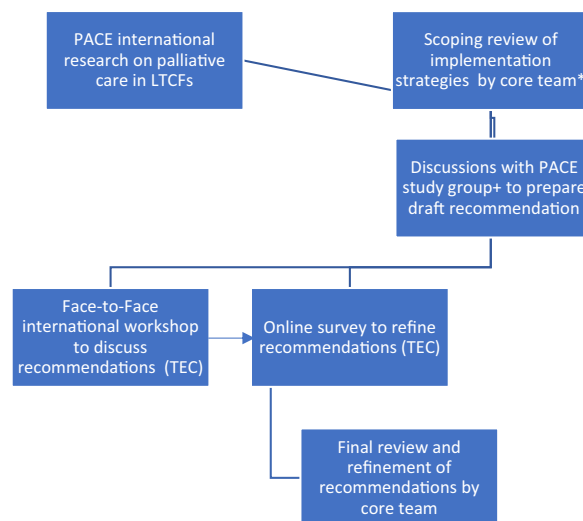 PACE international
research on palliative
care in LTCFs
Scoping review of
implementation
strategies by core team*
Discussions with PACE
study group+ to prepare
draft recommendation
Face-to-Face
international workshop
to discuss
recommendations (TEC)
Online survey to refine
recommendations (TEC)
Final review and
refinement of
recommendations by
core team